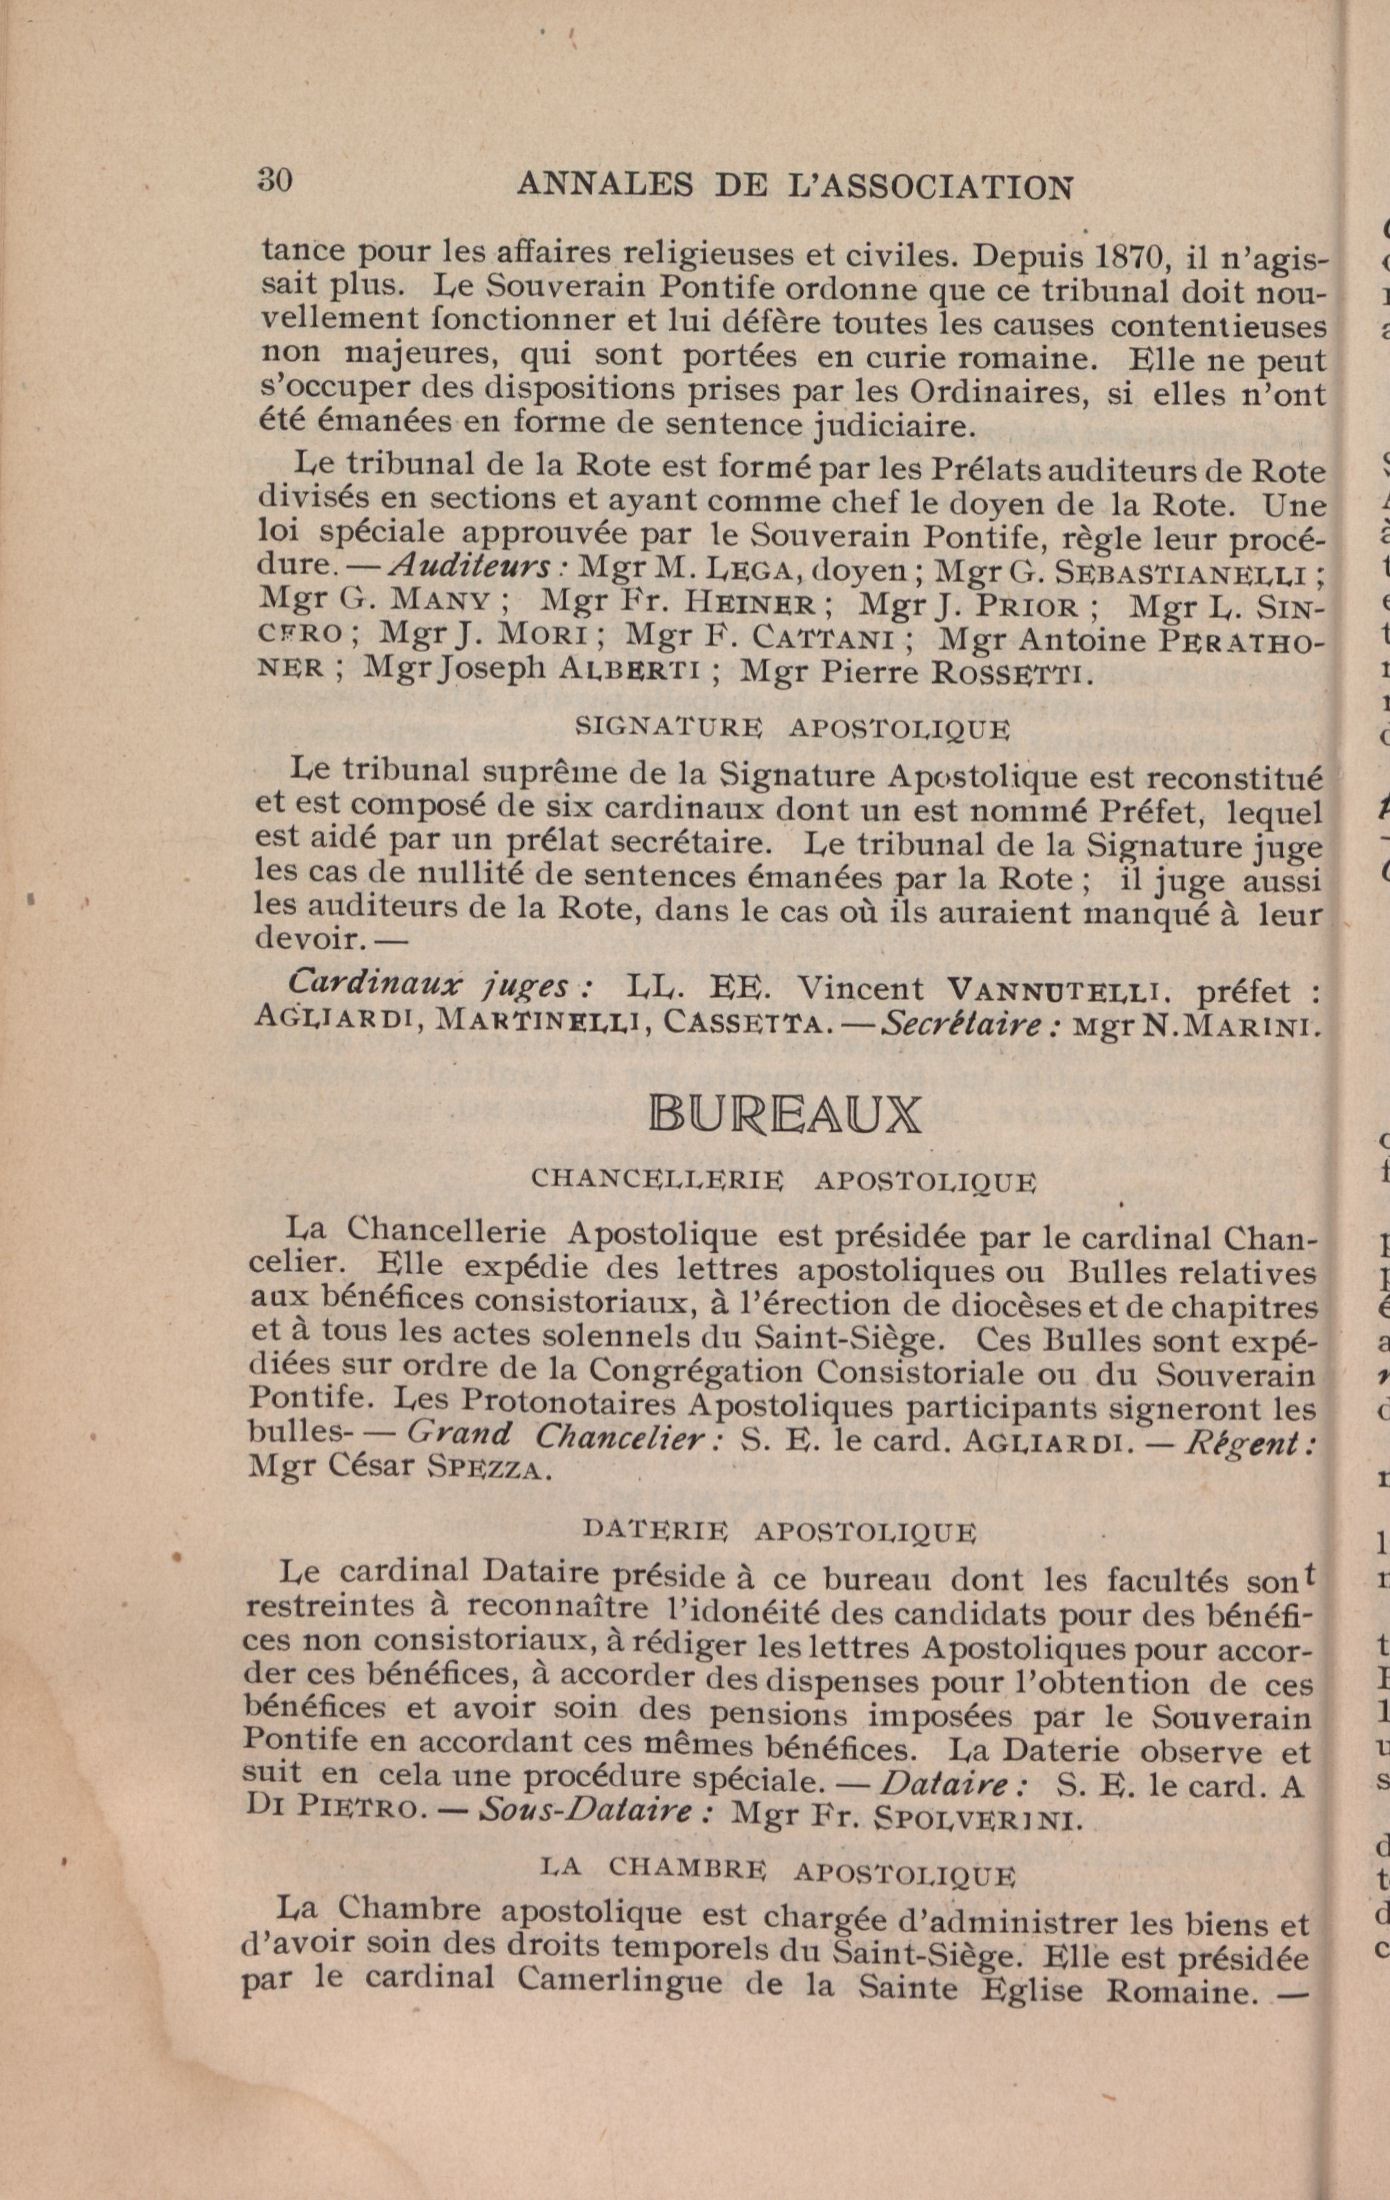 30 ANNALES DE L'ASSOCIATION
tance pour les affaires religieuses et civiles. Depuis 1870, il n'agis-
sait plus. Le Souverain Pontife ordonne que ce tribunal doit nou-
vellement fonctionner et lui défère toutes les causes contentieuses
non majeures, qui sont portées en curie romaine. Elle ne peut
s'occuper des dispositions prises par les Ordinaires, si elles n'ont
été émanées en forme de sentence judiciaire.
Le tribunal de la Rote est formé par les Prélats auditeurs de Rote
divisés en sections et ayant comme chef le doyen de la Rote. Une
loi spéciale approuvée par le Souverain Pontife, règle leur procé-
dure. — Auditeurs : Mgr M. LEGA, doyen ; Mgr G. SEBASTIANELLI ;
Mgr G. MANY ; Mgr Fr. HEINER ; Mgr J. PRIOR ; Mgr L. SIN-
CERO ; Mgr J. MORI ; Mgr F. CATTANI ; Mgr Antoine PERATHO-
NER ; Mgr Joseph ALBERTI ; Mgr Pierre ROSSETTI.
SIGNATURE APOSTOLIQUE
Le tribunal suprême de la Signature Apostolique est reconstitué
et est composé de six cardinaux dont un est nommé Préfet, lequel
est aidé par un prélat secrétaire. Le tribunal de la Signature juge
les cas de nullité de sentences émanées par la Rote ; il juge aussi
les auditeurs de la Rote, dans le cas où ils auraient manqué à leur
devoir. —
Cardinaux juges : LL. EE. Vincent VANNUTELLI. préfet :
AGLIARDI, MARTINELLI, CASSETTA. — Secrétaire : Mgr N. MARINI.
BUREAUX
CHANCELLERIE APOSTOLIQUE
La Chancellerie Apostolique est présidée par le cardinal Chan-
celier. Elle expédie des lettres apostoliques ou Bulles relatives
aux bénéfices consistoriaux, à l'érection de diocèses et de chapitres
et à tous les actes solennels du Saint-Siège. Ces Bulles sont expé-
diées sur ordre de la Congrégation Consistoriale ou du Souverain
Pontife. Les Protonotaires Apostoliques participants signeront les
bulles- — Grand Chancelier : S. E. le card. AGLIARDI. — Régent :
Mgr César SPEZZA.
DATERIE APOSTOLIQUE
Le cardinal Dataire préside à ce bureau dont les facultés sont
restreintes à reconnaître l'idonéité des candidats pour des bénéfi-
ces non consistoriaux, à rédiger les lettres Apostoliques pour accor-
der ces bénéfices, à accorder des dispenses pour l'obtention de ces
bénéfices et avoir soin des pensions imposées par le Souverain
Pontife en accordant ces mêmes bénéfices. La Daterie observe et
suit en cela une procédure spéciale. — Dataire : S. E. le card. A
DI PIETRO. — Sous-Dataire : Mgr Fr. SPOLVERINI.
LA CHAMBRE APOSTOLIQUE
La Chambre apostolique est chargée d'administrer les biens et
d'avoir soin des droits temporels du Saint-Siège. Elle est présidée
par le cardinal Camerlingue de la Sainte Eglise Romaine. —